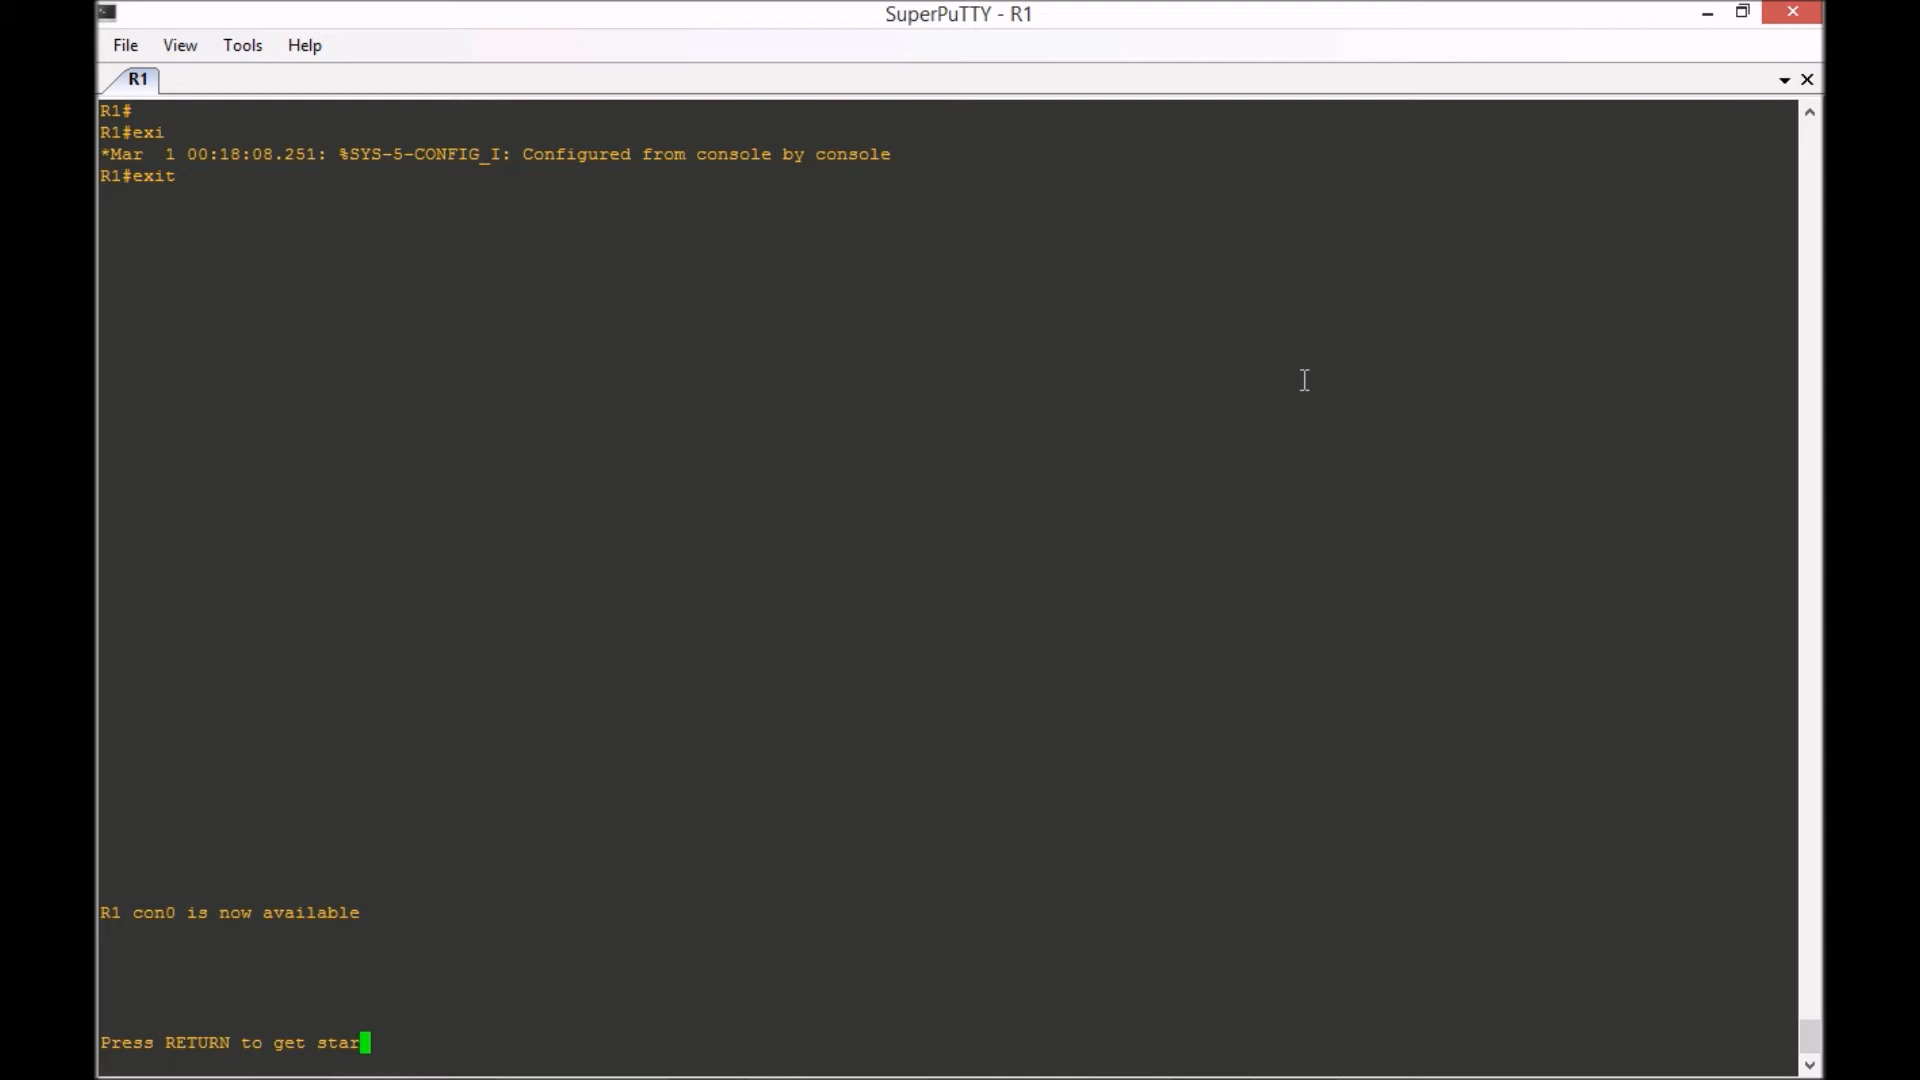 SuperPuTTY - R1
File View Tools Help
R1
R1#
R1#exi
*Mar  1 00:18:08.251: %SYS-5-CONFIG_I: Configured from console by console
R1#exit
R1 con0 is now available
Press RETURN to get star